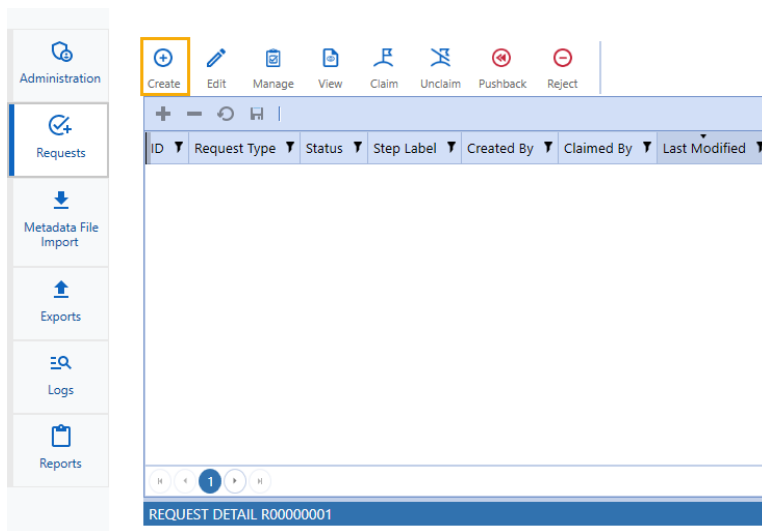 Administration
Requests
Metadata File
Import
Exports
Logs
Reports
Create Edit Manage View Claim Unclaim Pushback Reject
ID Request Type Status Step Label Created By Claimed By Last Modified
1
REQUEST DETAIL R00000001